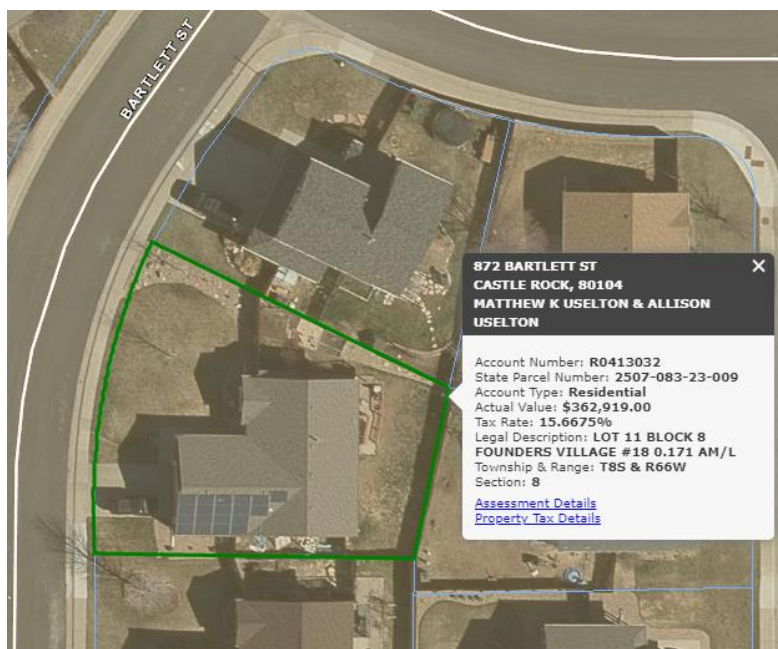 BARTLETT ST
872 BARTLETT ST
CASTLE ROCK, 80104
MATTHEW K USELTON & ALLISON
USELTON
Account Number: R0413032
State Parcel Number: 2507-083-23-009
Account Type: Residential
Actual Value: $362,919.00
Tax Rate: 15.6675%
Legal Description: LOT 11 BLOCK 8
FOUNDERS VILLAGE #18 0.171 AM/L
Township & Range: T8S & R66W
Section: 8
Assessment Details
Property Tax Details